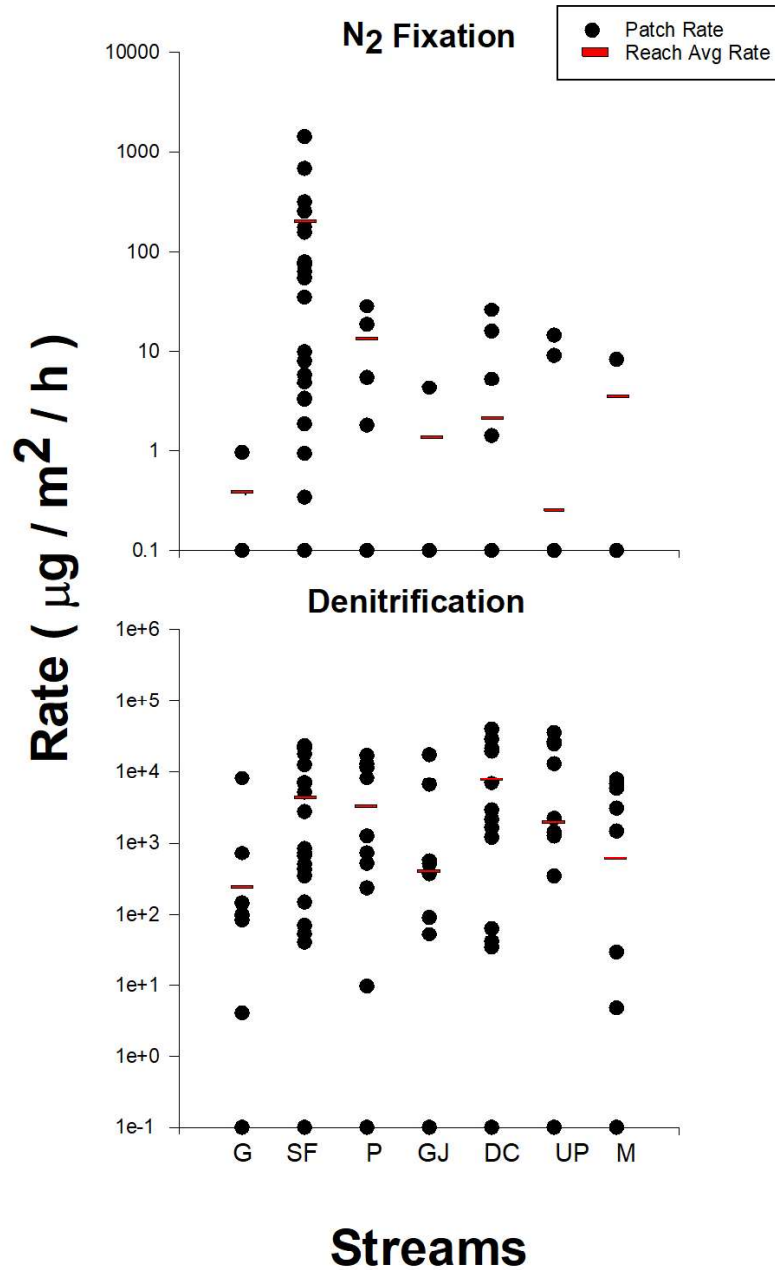 N2 Fixation
Patch Rate
Reach Avg Rate
10000
1000
100
10
1
0.1
Rate ( μg / m2 / h )
Denitrification
1e+6
1e+5
1e+4
1e+3
1e+2
1e+1
1e+0
1e-1
G SF P GJ DC UP M
Streams